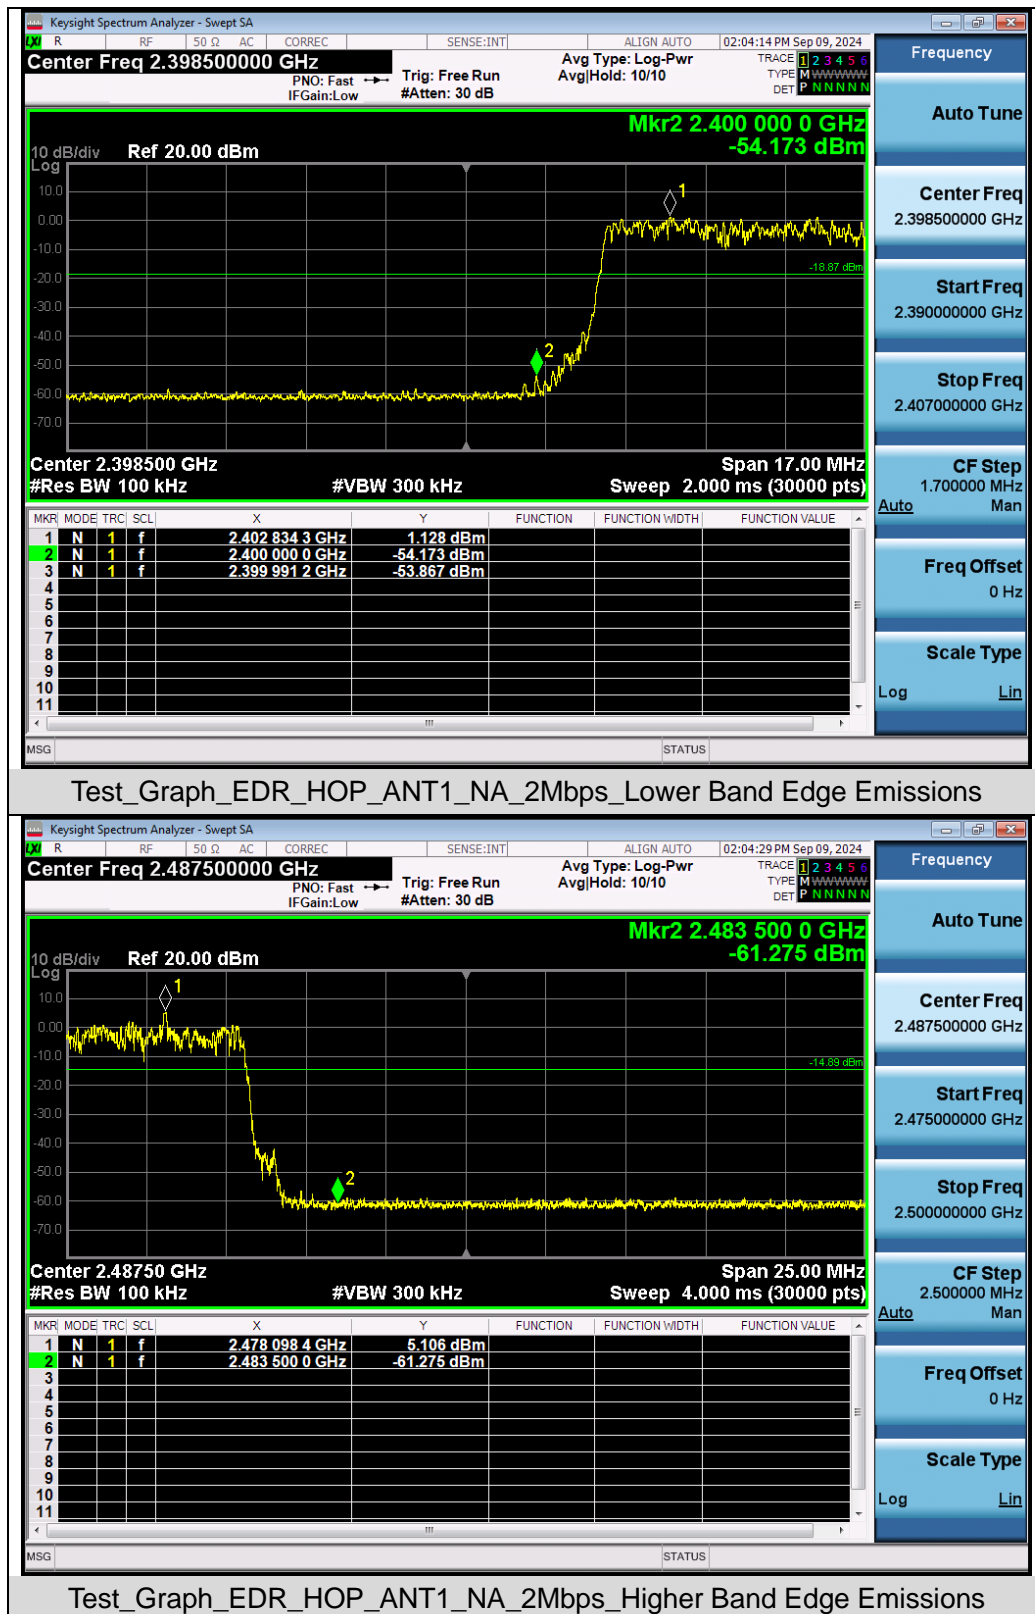 Keysight Spectrum Analyzer - Swept SA
LXI R RF 50 Ω AC CORREC SENSE:INT ALIGN AUTO 02:04:14 PM Sep 09, 2024
Center Freq 2.398500000 GHz
PNO: Fast
IFGain:Low
Trig: Free Run
#Atten: 30 dB
Avg Type: Log-Pwr
Avg|Hold: 10/10
TRACE 1 2 3 4 5 6
TYPE M WWWWW
DET P N N N N N
Mkr2 2.400 000 0 GHz
-54.173 dBm
10 dB/div Ref 20.00 dBm
Log
10.0
0.00
-10.0
-20.0
-30.0
-40.0
-50.0
-60.0
-70.0
1
2
-18.87 dBm
Center 2.398500 GHz Span 17.00 MHz
#Res BW 100 kHz #VBW 300 kHz Sweep 2.000 ms (30000 pts)
MKR MODE TRC SCL X Y FUNCTION FUNCTION WIDTH FUNCTION VALUE
1 N 1 f 2.402 834 3 GHz 1.128 dBm
2 N 1 f 2.400 000 0 GHz -54.173 dBm
3 N 1 f 2.399 991 2 GHz -53.867 dBm
4
5
6
7
8
9
10
11
MSG STATUS
Frequency
Auto Tune
Center Freq
2.398500000 GHz
Start Freq
2.390000000 GHz
Stop Freq
2.407000000 GHz
CF Step
1.700000 MHz
Auto Man
Freq Offset
0 Hz
Scale Type
Log Lin
Test_Graph_EDR_HOP_ANT1_NA_2Mbps_Lower Band Edge Emissions
Keysight Spectrum Analyzer - Swept SA
LXI R RF 50 Ω AC CORREC SENSE:INT ALIGN AUTO 02:04:29 PM Sep 09, 2024
Center Freq 2.487500000 GHz
PNO: Fast
IFGain:Low
Trig: Free Run
#Atten: 30 dB
Avg Type: Log-Pwr
Avg|Hold: 10/10
TRACE 1 2 3 4 5 6
TYPE M WWWWW
DET P N N N N N
Mkr2 2.483 500 0 GHz
-61.275 dBm
10 dB/div Ref 20.00 dBm
Log
10.0
0.00
-10.0
-20.0
-30.0
-40.0
-50.0
-60.0
-70.0
1
2
-14.89 dBm
Center 2.48750 GHz Span 25.00 MHz
#Res BW 100 kHz #VBW 300 kHz Sweep 4.000 ms (30000 pts)
MKR MODE TRC SCL X Y FUNCTION FUNCTION WIDTH FUNCTION VALUE
1 N 1 f 2.478 098 4 GHz 5.106 dBm
2 N 1 f 2.483 500 0 GHz -61.275 dBm
3
4
5
6
7
8
9
10
11
MSG STATUS
Frequency
Auto Tune
Center Freq
2.487500000 GHz
Start Freq
2.475000000 GHz
Stop Freq
2.500000000 GHz
CF Step
2.500000 MHz
Auto Man
Freq Offset
0 Hz
Scale Type
Log Lin
Test_Graph_EDR_HOP_ANT1_NA_2Mbps_Higher Band Edge Emissions